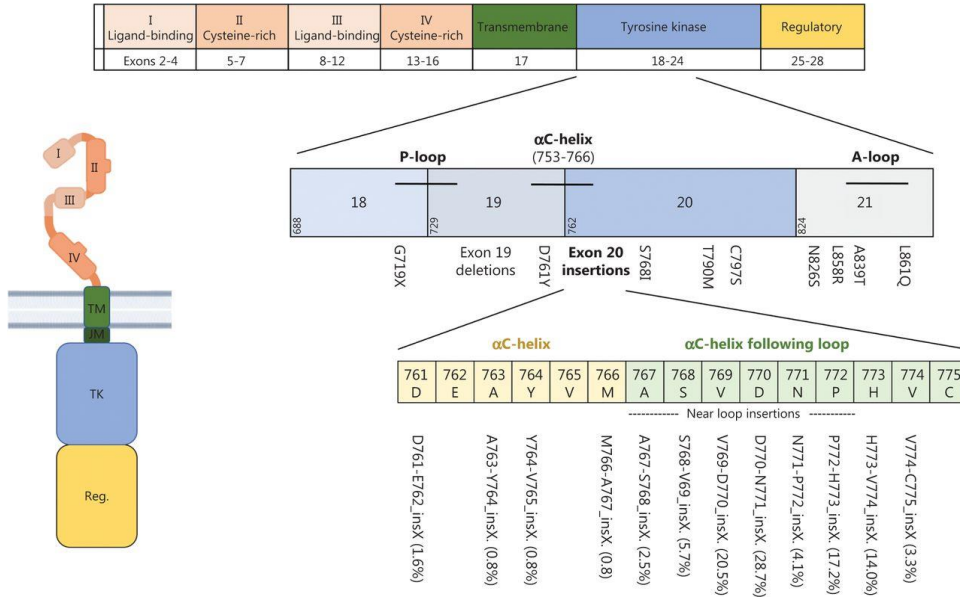 I
Ligand-binding
II
Cysteine-rich
III
Ligand-binding
IV
Cysteine-rich
Transmembrane
Tyrosine kinase
Regulatory
Exons 2-4
5-7
8-12
13-16
17
18-24
25-28
I
II
III
IV
TM
JM
TK
Reg.
P-loop
αC-helix
(753-766)
A-loop
18
19
20
21
688
729
762
824
G719X
Exon 19
deletions
D761Y
Exon 20
insertions
S768I
T790M
C797S
N826S
L858R
A839T
L861Q
αC-helix
αC-helix following loop
761 762 763 764 765 766 767 768 769 770 771 772 773 774 775
D E A Y V M A S V D N P H V C
---------- Near loop insertions ----------
D761-E762_insX (1.6%)
A763-Y764_insX. (0.8%)
Y764-V765_insX. (0.8%)
M766-A767_insX. (0.8)
A767-S768_insX. (2.5%)
S768-V69_insX. (5.7%)
V769-D770_insX. (20.5%)
D770-N771_insX. (28.7%)
N771-P772_insX. (4.1%)
P772-H773_insX. (17.2%)
H773-V774_insX. (14.0%)
V774-C775_insX (3.3%)